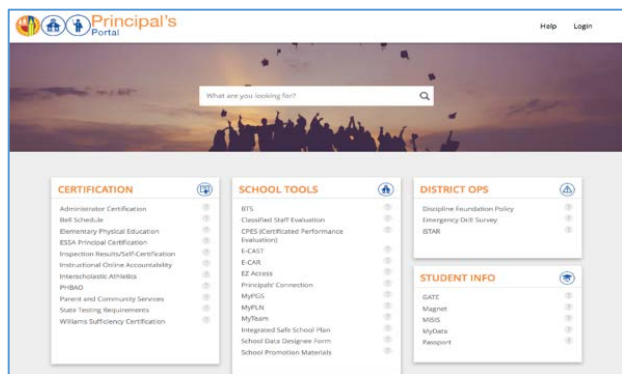 Principal's
Portal
Help Login
What are you looking for?
CERTIFICATION
Administrator Certification
Bell Schedule
Elementary Physical Education
ESSA Principal Certification
Inspection Results/Self-Certification
Instructional Online Accountability
Interscholastic Athletics
PHBAO
Parent and Community Services
State Testing Requirements
Williams Sufficiency Certification
SCHOOL TOOLS
BTS
Classified Staff Evaluation
CPES (Certificated Performance
Evaluation)
E-CAST
E-CAR
EZ Access
Principals' Connection
MyPGS
MyPLN
MyTeam
Integrated Safe School Plan
School Data Designee Form
School Promotion Materials
DISTRICT OPS
Discipline Foundation Policy
Emergency Drill Survey
iSTAR
STUDENT INFO
GATE
Magnet
MiSiS
MyData
Passport